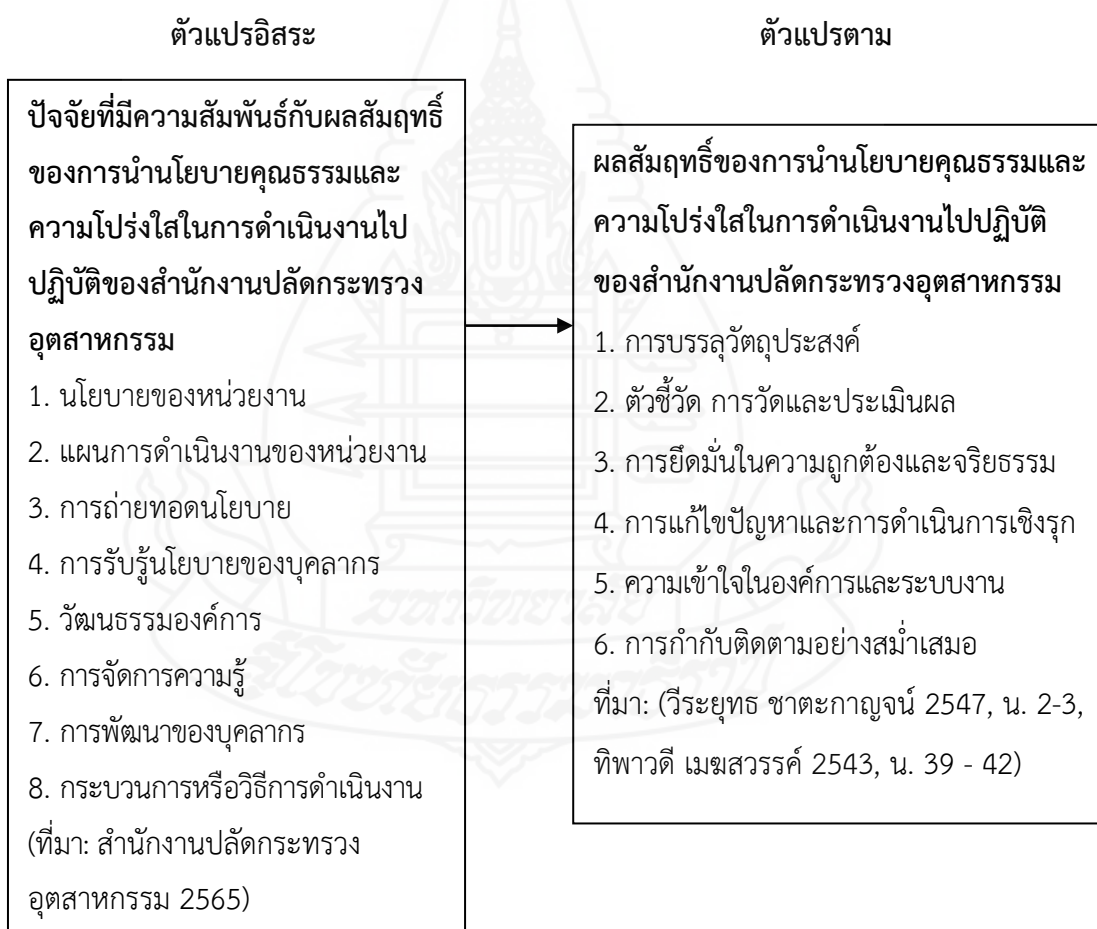 ตัวแปรอิสระ
ปัจจัยที่มีความสัมพันธ์กับผลสัมฤทธิ์
ของการนำนโยบายคุณธรรมและ
ความโปร่งใสในการดำเนินงานไป
ปฏิบัติของสำนักงานปลัดกระทรวง
อุตสาหกรรม
1. นโยบายของหน่วยงาน
2. แผนการดำเนินงานของหน่วยงาน
3. การถ่ายทอดนโยบาย
4. การรับรู้นโยบายของบุคลากร
5. วัฒนธรรมองค์การ
6. การจัดการความรู้
7. การพัฒนาของบุคลากร
8. กระบวนการหรือวิธีการดำเนินงาน
(ที่มา: สำนักงานปลัดกระทรวง
อุตสาหกรรม 2565)
ตัวแปรตาม
ผลสัมฤทธิ์ของการนำนโยบายคุณธรรมและ
ความโปร่งใสในการดำเนินงานไปปฏิบัติ
ของสำนักงานปลัดกระทรวงอุตสาหกรรม
1. การบรรลุวัตถุประสงค์
2. ตัวชี้วัด การวัดและประเมินผล
3. การยึดมั่นในความถูกต้องและจริยธรรม
4. การแก้ไขปัญหาและการดำเนินการเชิงรุก
5. ความเข้าใจในองค์การและระบบงาน
6. การกำกับติดตามอย่างสม่ำเสมอ
ที่มา: (วีระยุทธ ชาตะกาญจน์ 2547, น. 2-3,
ทิพาวดี เมฆสวรรค์ 2543, น. 39 - 42)
มหาวิทยาลัย
สุโขทัยธรรมาธิราช